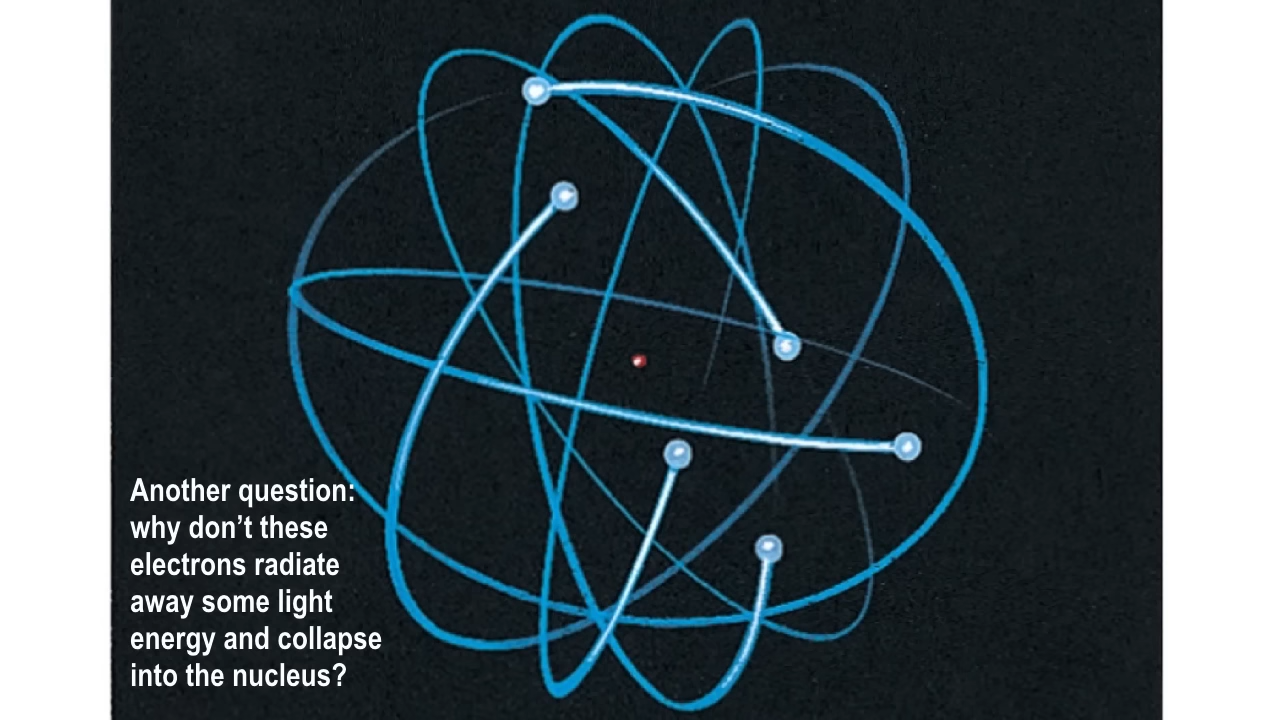 Another question:
why don’t these
electrons radiate
away some light
energy and collapse
into the nucleus?